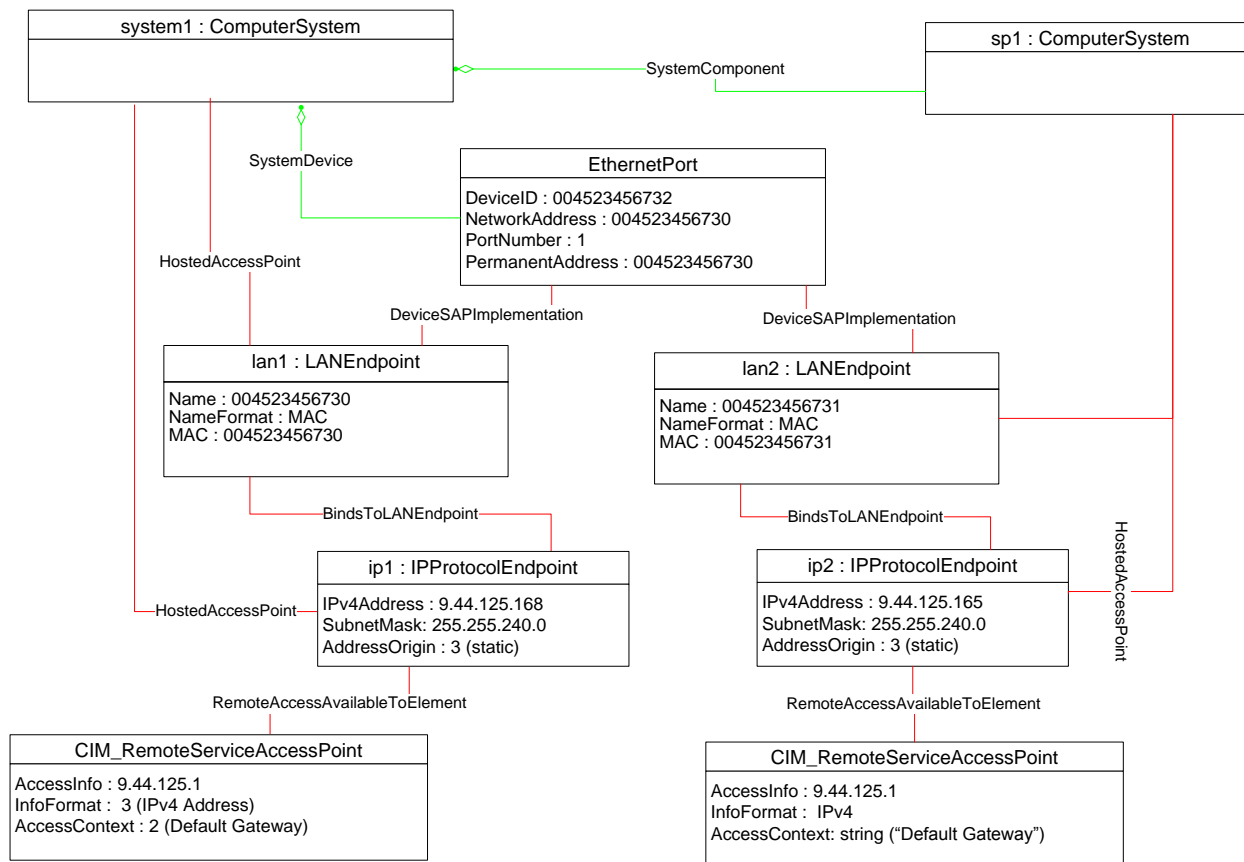 system1 : ComputerSystem
sp1 : ComputerSystem
SystemComponent
SystemDevice
EthernetPort
DeviceID : 004523456732
NetworkAddress : 004523456730
PortNumber : 1
PermanentAddress : 004523456730
HostedAccessPoint
DeviceSAPImplementation
DeviceSAPImplementation
lan1 : LANEndpoint
Name : 004523456730
NameFormat : MAC
MAC : 004523456730
lan2 : LANEndpoint
Name : 004523456731
NameFormat : MAC
MAC : 004523456731
BindsToLANEndpoint
BindsToLANEndpoint
HostedAccessPoint
ip1 : IPProtocolEndpoint
IPv4Address : 9.44.125.168
SubnetMask: 255.255.240.0
AddressOrigin : 3 (static)
HostedAccessPoint
ip2 : IPProtocolEndpoint
IPv4Address : 9.44.125.165
SubnetMask : 255.255.240.0
AddressOrigin : 3 (static)
RemoteAccessAvailableToElement
RemoteAccessAvailableToElement
CIM_RemoteServiceAccessPoint
AccessInfo : 9.44.125.1
InfoFormat :  3 (IPv4 Address)
AccessContext : 2 (Default Gateway)
CIM_RemoteServiceAccessPoint
AccessInfo : 9.44.125.1
InfoFormat :  IPv4
AccessContext: string (“Default Gateway”)